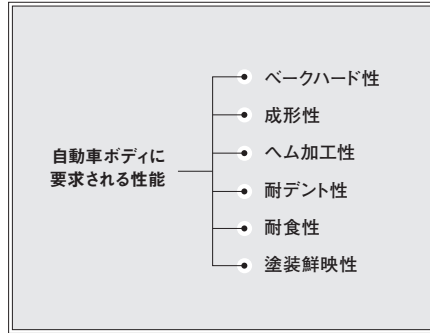 自動車ボディに
要求される性能
ベークハード性
成形性
ヘム加工性
耐デント性
耐食性
塗装鮮映性